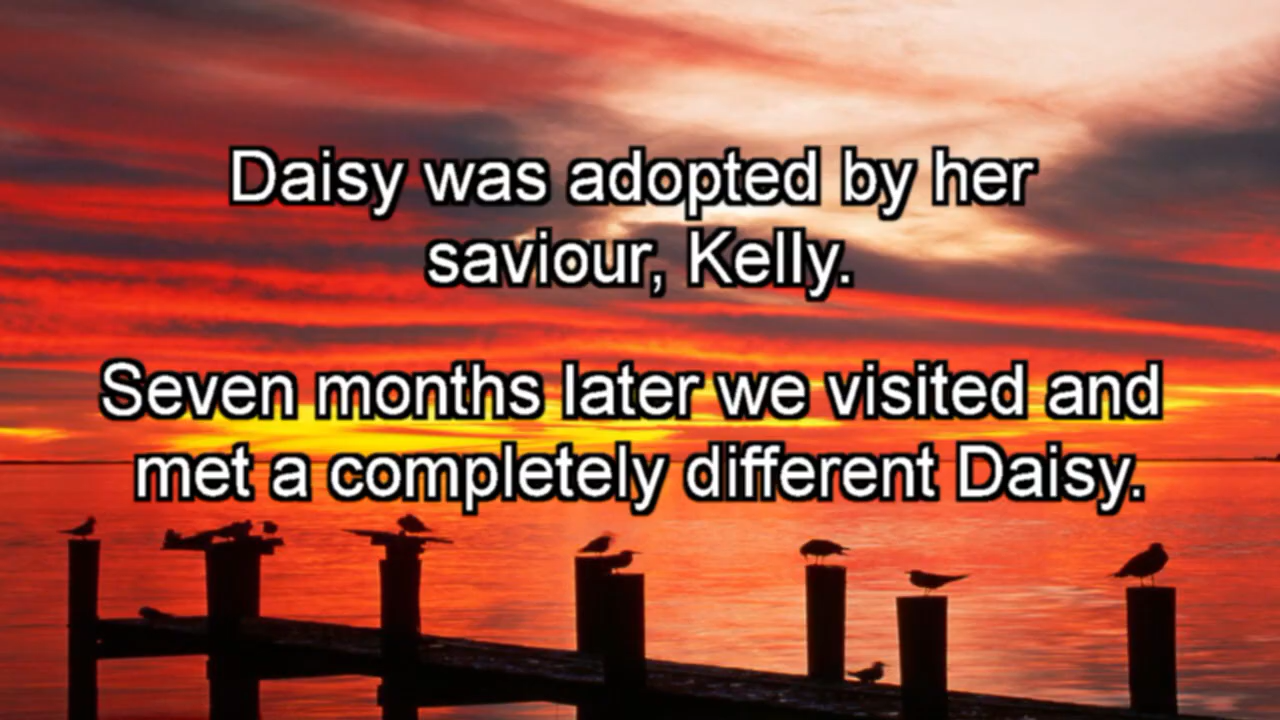 Daisy was adopted by her
saviour, Kelly.
Seven months later we visited and
met a completely different Daisy.